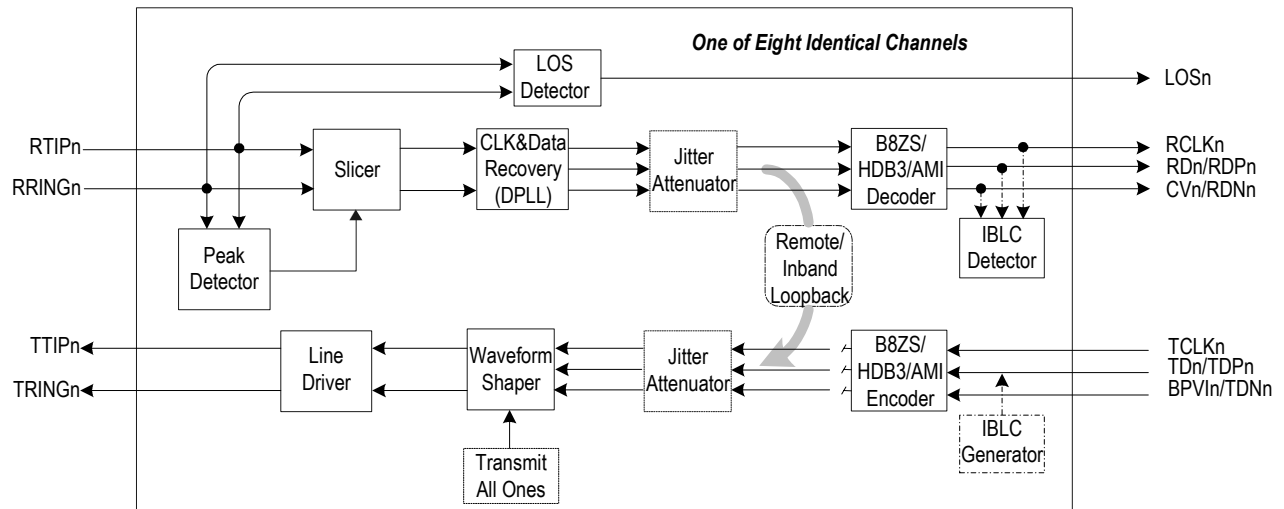 One of Eight Identical Channels
LOS
Detector
LOSn
RTIPn
RRINGn
Slicer
CLK&Data
Recovery
(DPLL)
Jitter
Attenuator
B8ZS/
HDB3/AMI
Decoder
RCLKn
RDn/RDPn
CVn/RDNn
Peak
Detector
Remote/
Inband
Loopback
IBLC
Detector
TTIPn
TRINGn
Line
Driver
Waveform
Shaper
Jitter
Attenuator
B8ZS/
HDB3/AMI
Encoder
TCLKn
TDn/TDPn
BPVIn/TDNn
Transmit
All Ones
IBLC
Generator